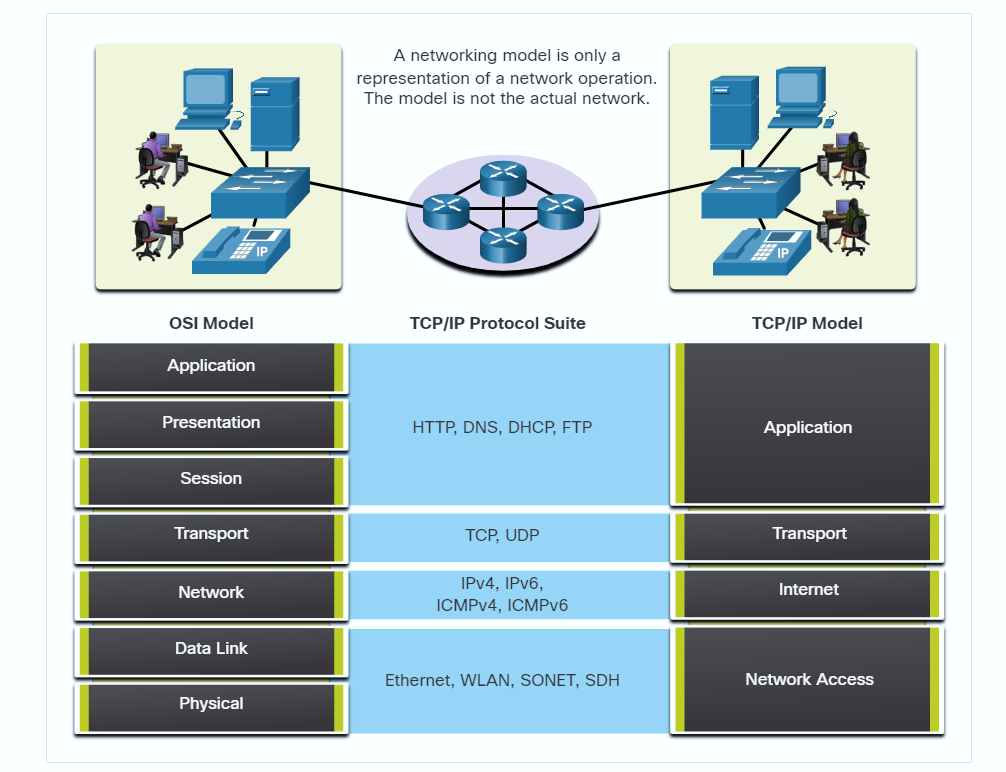 A networking model is only a
representation of a network operation.
The model is not the actual network.
IP
IP
OSI Model
TCP/IP Protocol Suite
TCP/IP Model
Application
Presentation
HTTP, DNS, DHCP, FTP
Application
Session
Transport
TCP, UDP
Transport
Network
IPv4, IPv6,
ICMPv4, ICMPv6
Internet
Data Link
Ethernet, WLAN, SONET, SDH
Network Access
Physical